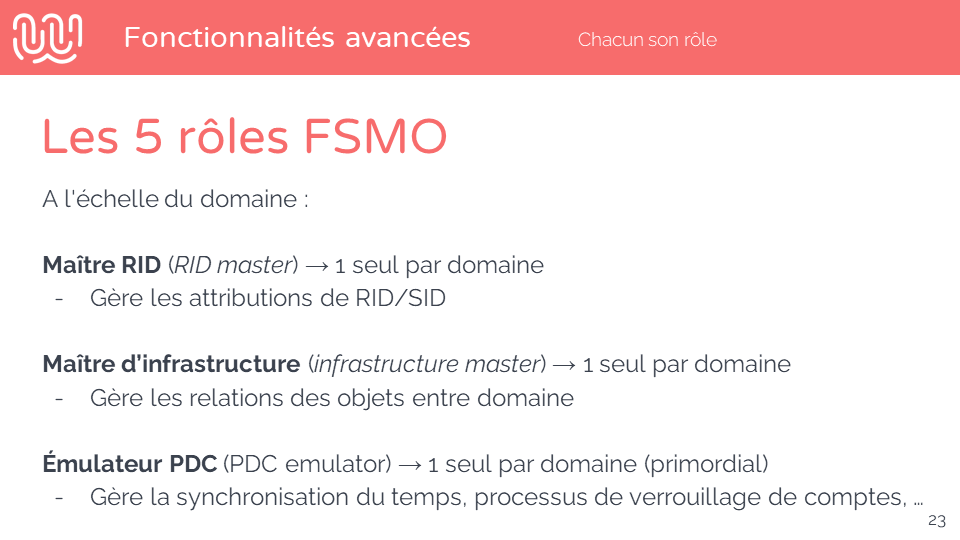 Fonctionnalités avancées
Chacun son rôle
Les 5 rôles FSMO
A l'échelle du domaine :
Maître RID (RID master) → 1 seul par domaine
- Gère les attributions de RID/SID
Maître d’infrastructure (infrastructure master) → 1 seul par domaine
- Gère les relations des objets entre domaine
Émulateur PDC (PDC emulator) → 1 seul par domaine (primordial)
- Gère la synchronisation du temps, processus de verrouillage de comptes, …
23